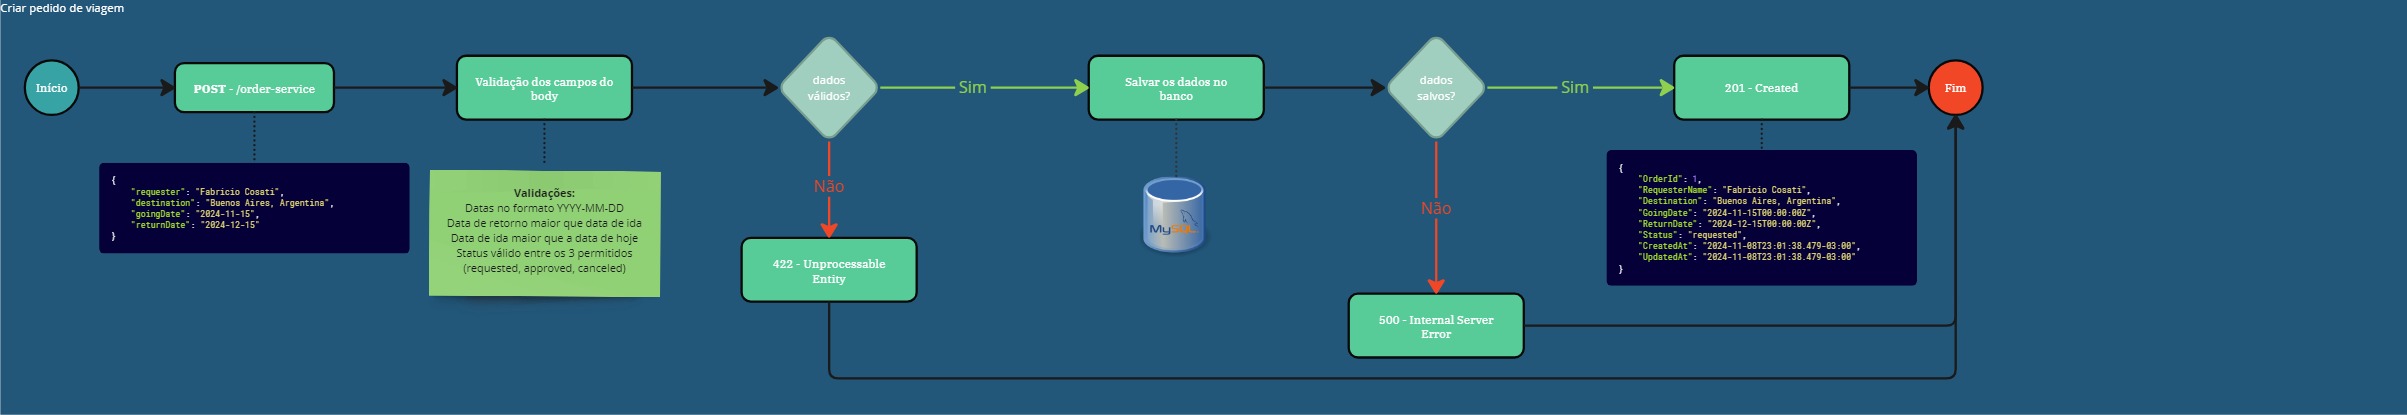 Criar pedido de viagem
Início
POST - /order-service
{
"requester": "Fabricio Cosati",
"destination": "Buenos Aires, Argentina",
"goingDate": "2024-11-15",
"returnDate": "2024-12-15"
}
Validação dos campos do
body
Validações:
Datas no formato YYYY-MM-DD
Data de retorno maior que data de ida
Data de ida maior que a data de hoje
Status válido entre os 3 permitidos
(requested, approved, canceled)
dados
válidos?
Sim
Não
422 - Unprocessable
Entity
Salvar os dados no
banco
MySQL
dados
salvos?
Sim
Não
500 - Internal Server
Error
201 - Created
{
"OrderId": 1,
"RequesterName": "Fabricio Cosati",
"Destination": "Buenos Aires, Argentina",
"GoingDate": "2024-11-15T00:00:00Z",
"ReturnDate": "2024-12-15T00:00:00Z",
"Status": "requested",
"CreatedAt": "2024-11-08T23:01:38.479-03:00",
"UpdatedAt": "2024-11-08T23:01:38.479-03:00"
}
Fim